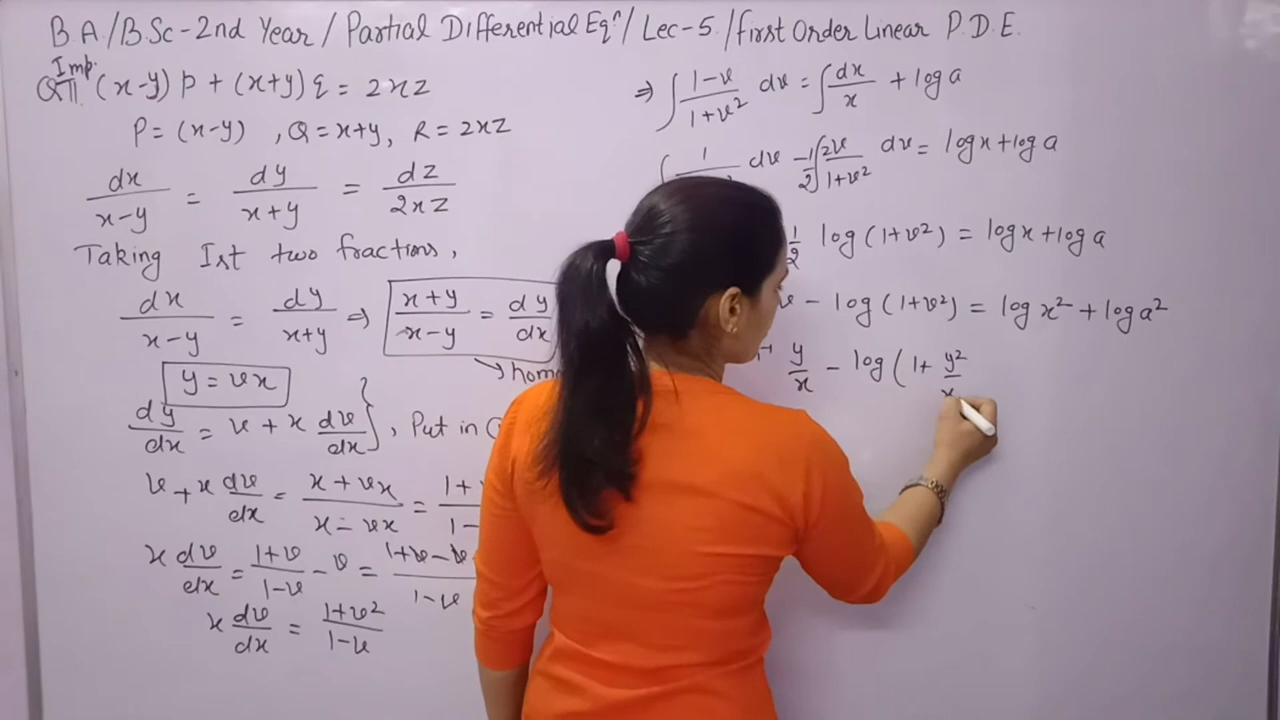 B.A./B.Sc-2nd Year/Partial Differential Eqⁿ/Lec-5/first Order Linear P.D.E.
Imp.
(x-y)p + (x+y)q = 2xz
P = (x-y), Q = x+y, R = 2xz
dx/(x-y) = dy/(x+y) = dz/(2xz)
Taking Ist two fractions,
dx/(x-y) = dy/(x+y) ⇒ (x+y)/(x-y) = dy/dx
y = vx
dy/dx = v + x dv/dx }, Put in
v + x dv/dx = (x+vx)/(x-vx) = 1+
x dv/dx = (1+v)/(1-v) - v =
x dv/dx = (1+v²)/(1-v)
⇒ ∫ (1-v)/(1+v²) dv = ∫ dx/x + log a
dv - 1/2 ∫ 2v/(1+v²) dv = log x + log a
1/2 log(1+v²) = log x + log a
- log(1+v²) = log x² + log a²
y/x - log(1 + y²/x